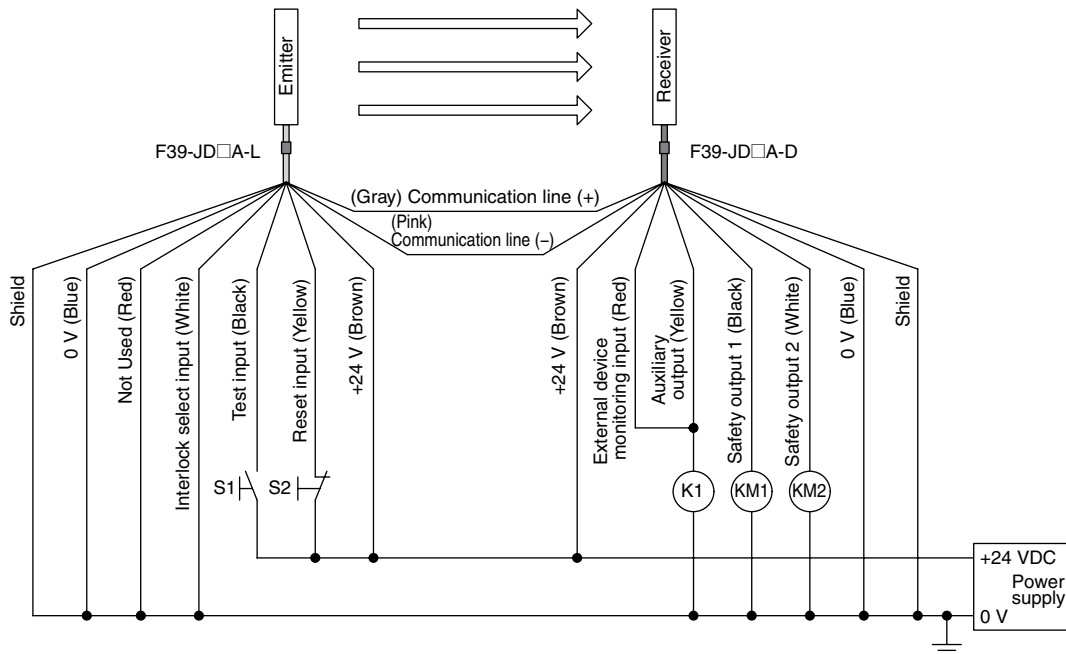 Emitter
Receiver
F39-JD□A-L
F39-JD□A-D
(Gray) Communication line (+)
(Pink)
Communication line (−)
Shield
0 V (Blue)
Not Used (Red)
Interlock select input (White)
Test input (Black)
Reset input (Yellow)
+24 V (Brown)
+24 V (Brown)
External device
monitoring input (Red)
Auxiliary
output (Yellow)
Safety output 1 (Black)
Safety output 2 (White)
0 V (Blue)
Shield
S1
S2
K1
KM1
KM2
+24 VDC
Power
supply
0 V